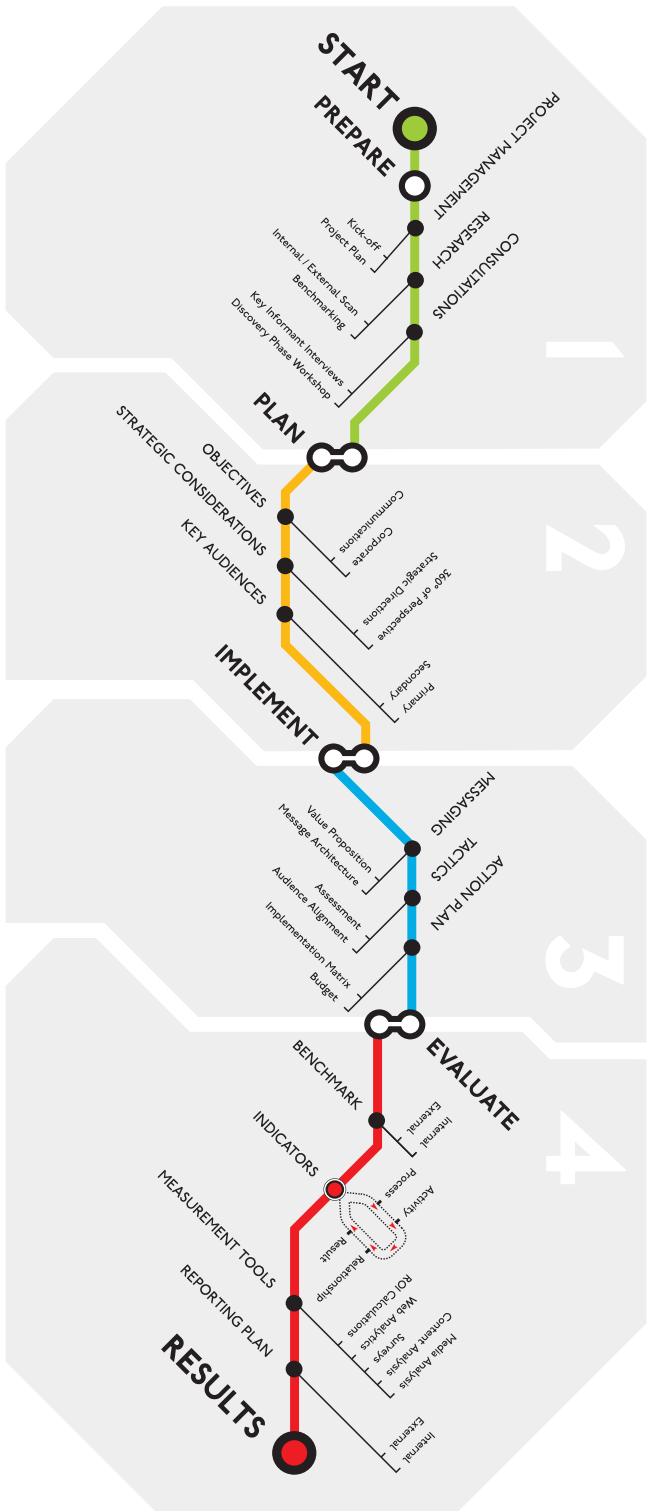 START
PREPARE
PROJECT MANAGEMENT
Kick-off
Project Plan
RESEARCH
Internal / External Scan
Benchmarking
CONSULTATIONS
Key Informant Interviews
Discovery Phase Workshop
1
PLAN
OBJECTIVES
Communications
Corporate
STRATEGIC CONSIDERATIONS
Strategic Directions
360° of Perspective
KEY AUDIENCES
Secondary
Primary
2
IMPLEMENT
MESSAGING
Value Proposition
Message Architecture
TACTICS
Assessment
Audience Alignment
ACTION PLAN
Implementation Matrix
Budget
3
EVALUATE
BENCHMARK
External
Internal
INDICATORS
Process
Activity
Result
Relationship
MEASUREMENT TOOLS
ROI Calculations
Web Analytics
Surveys
Content Analysis
Media Analysis
REPORTING PLAN
External
Internal
4
RESULTS